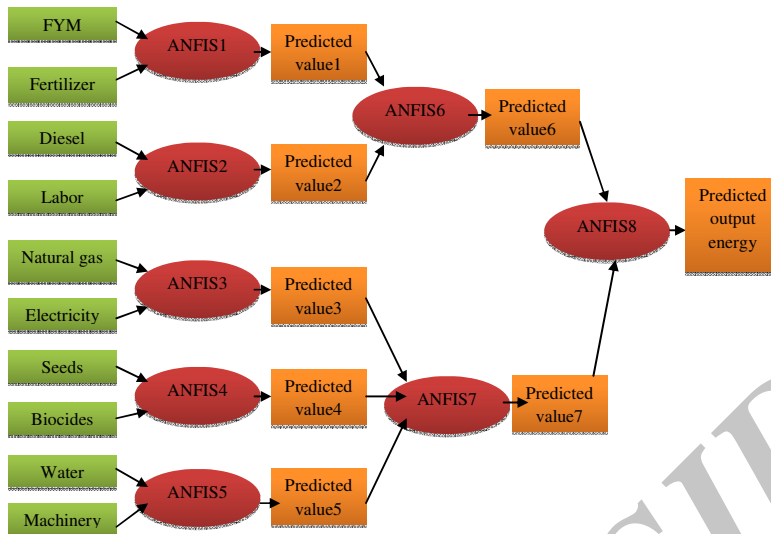 FYM
Fertilizer
ANFIS1
Predicted
value1
Diesel
Labor
ANFIS2
Predicted
value2
ANFIS6
Predicted
value6
Natural gas
Electricity
ANFIS3
Predicted
value3
Seeds
Biocides
ANFIS4
Predicted
value4
Water
Machinery
ANFIS5
Predicted
value5
ANFIS7
Predicted
value7
ANFIS8
Predicted
output
energy